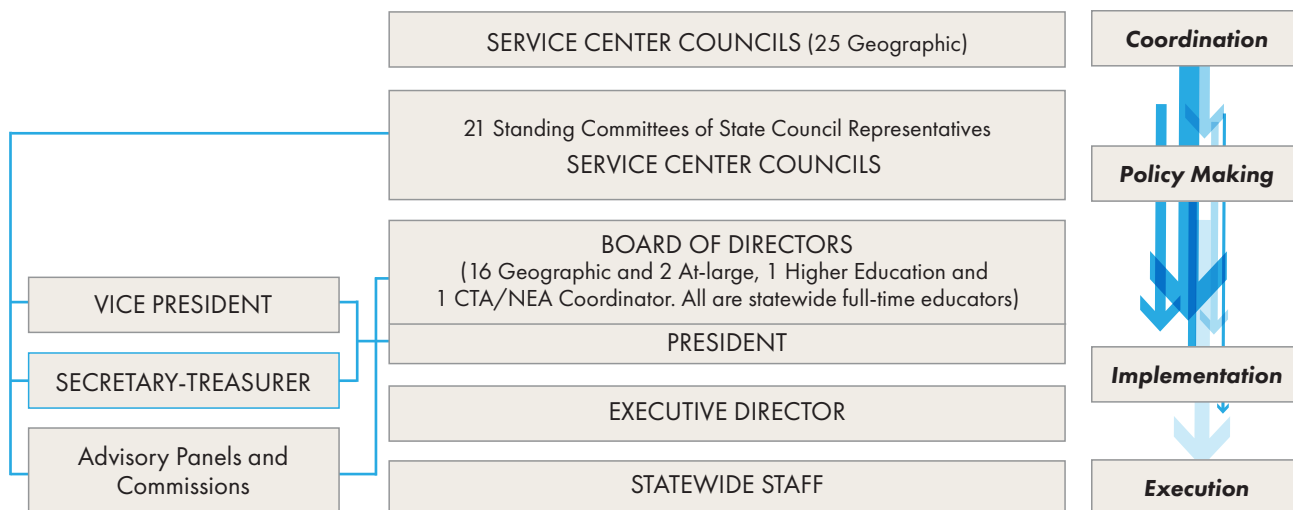 SERVICE CENTER COUNCILS (25 Geographic)
Coordination
21 Standing Committees of State Council Representatives
SERVICE CENTER COUNCILS
Policy Making
BOARD OF DIRECTORS
(16 Geographic and 2 At-large, 1 Higher Education and
1 CTA/NEA Coordinator. All are statewide full-time educators)
PRESIDENT
VICE PRESIDENT
SECRETARY-TREASURER
Advisory Panels and
Commissions
Implementation
EXECUTIVE DIRECTOR
STATEWIDE STAFF
Execution